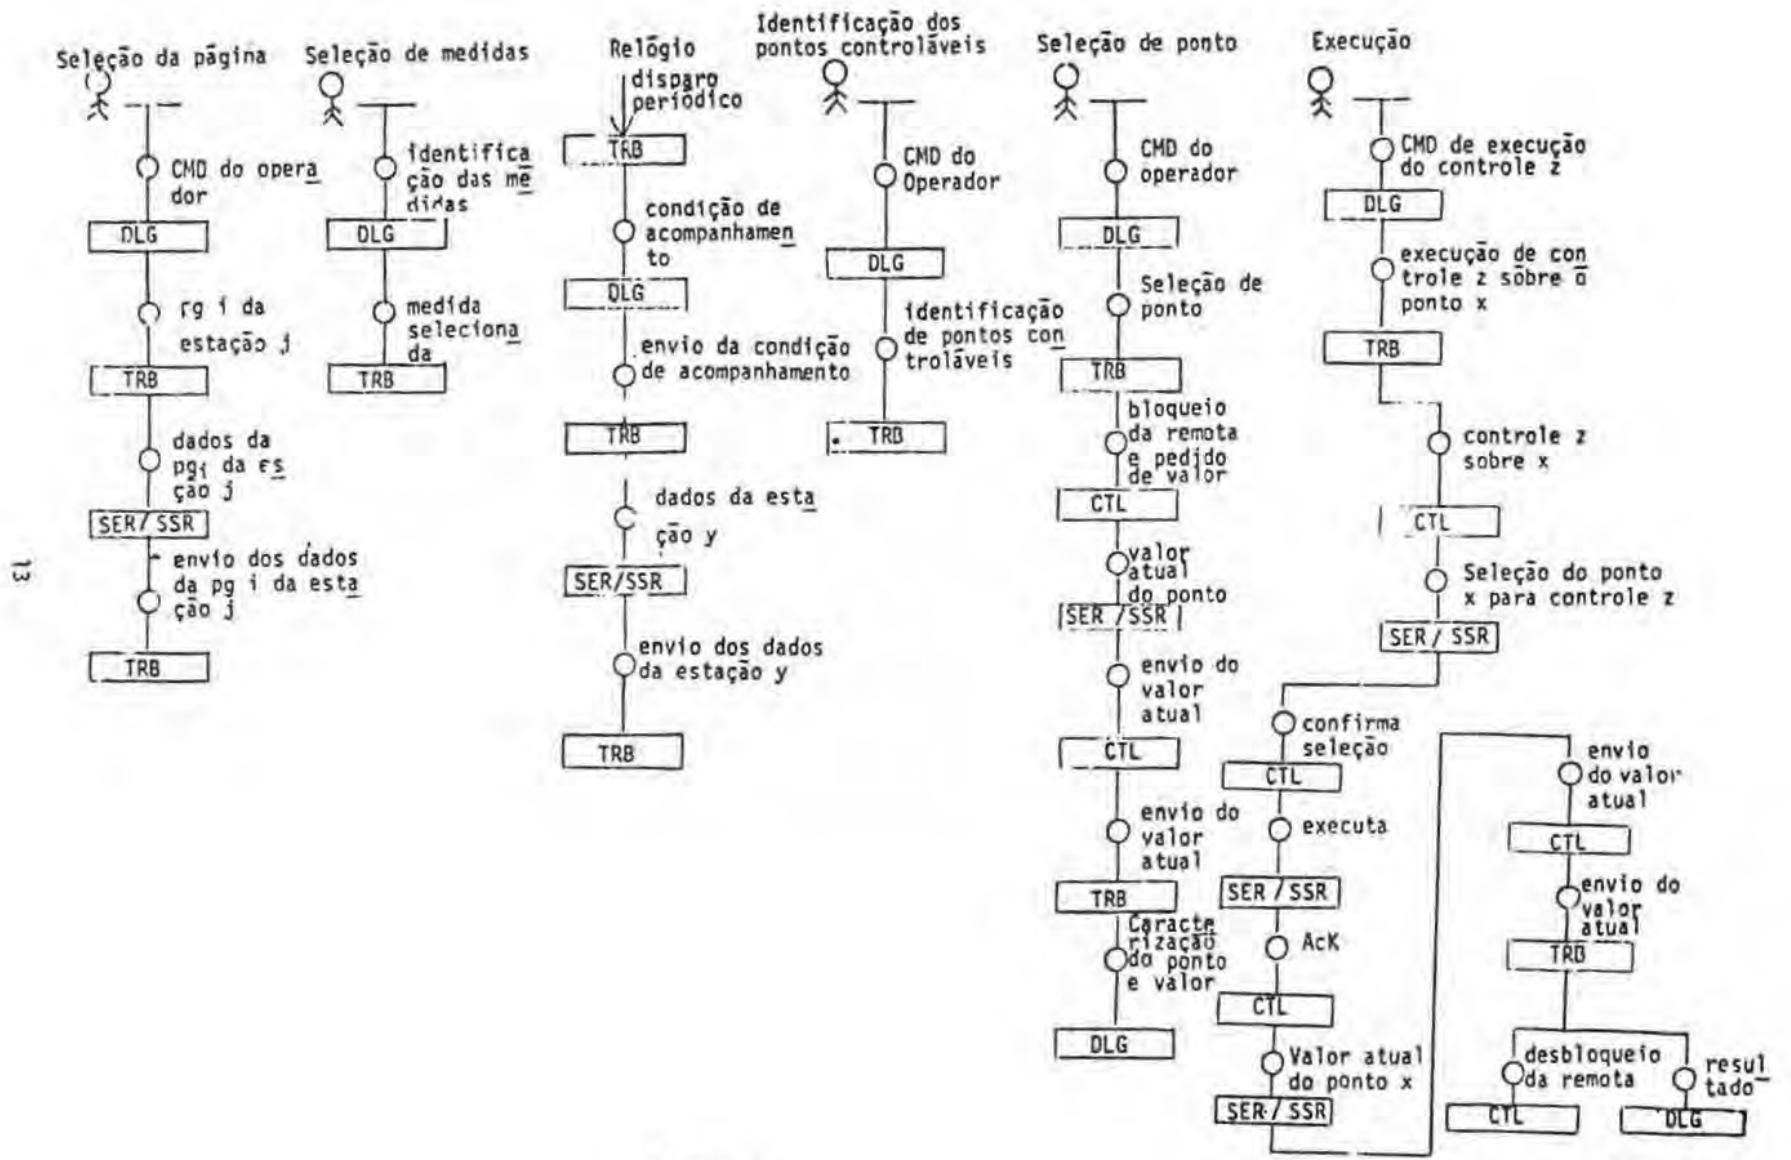 Seleção da página
CMD do opera
dor
DLG
rg i da
estação j
TRB
dados da
pgi da es
ção j
SER/ SSR
envio dos dados
da pg i da esta
ção j
TRB
Seleção de medidas
identifica
ção das me
didas
DLG
medida
seleciona
da
TRB
Relógio
disparo
periódico
TRB
condição de
acompanhamen
to
DLG
envio da condição
de acompanhamento
TRB
dados da esta
ção y
SER/SSR
envio dos dados
da estação y
TRB
Identificação dos
pontos controláveis
CMD do
Operador
DLG
identificação
de pontos con
troláveis
TRB
Seleção de ponto
CMD do
operador
DLG
Seleção de
ponto
TRB
bloqueio
da remota
e pedido
de valor
CTL
valor
atual
do ponto
SER /SSR
envio do
valor
atual
CTL
envio do
valor
atual
TRB
Caracte
rização
do ponto
e valor
DLG
Execução
CMD de execução
do controle z
DLG
execução de con
trole z sobre o
ponto x
TRB
controle z
sobre x
CTL
Seleção do ponto
x para controle z
SER / SSR
confirma
seleção
CTL
executa
SER / SSR
AcK
CTL
Valor atual
do ponto x
SER / SSR
envio
do valor
atual
CTL
envio do
valor
atual
TRB
desbloqueio
da remota
CTL
resul
tado
DLG
13